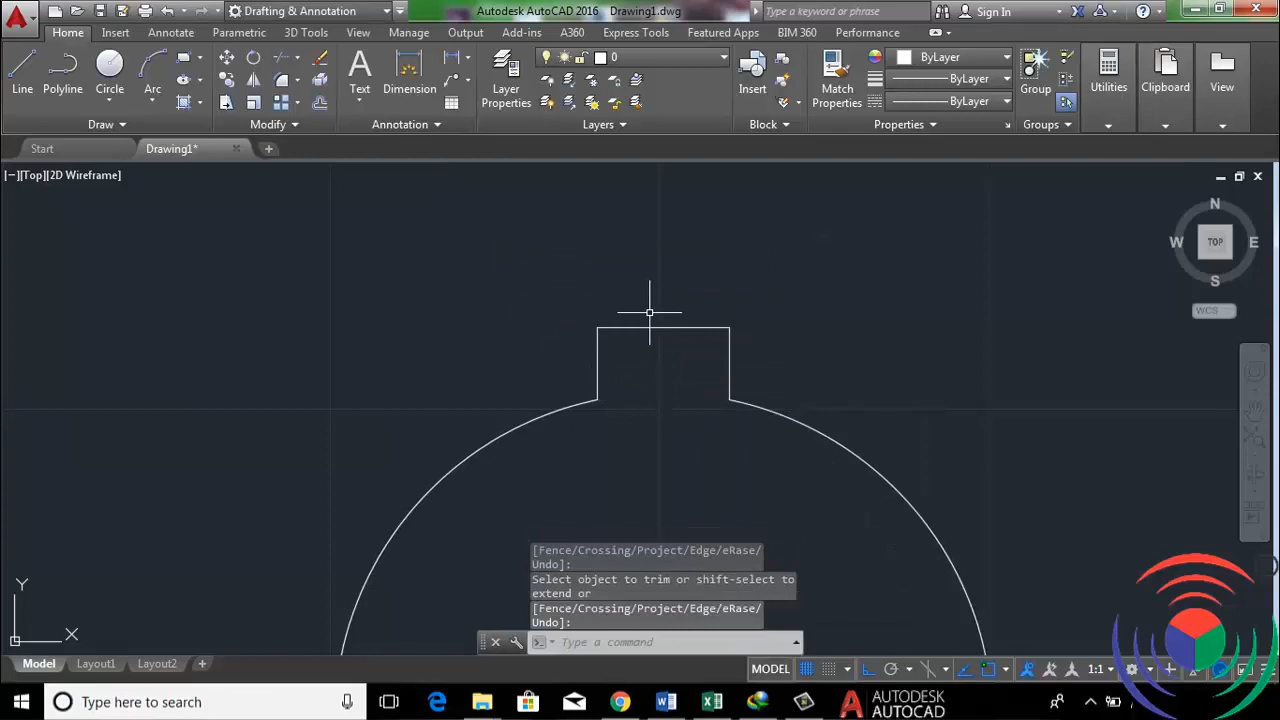 Drafting & Annotation
Autodesk AutoCAD 2016 Drawing1.dwg
Type a keyword or phrase
Sign In
Home Insert Annotate Parametric 3D Tools View Manage Output Add-ins A360 Express Tools Featured Apps BIM 360 Performance
Line Polyline Circle Arc Text Dimension Layer Properties 0 Insert Match Properties ByLayer Group Utilities Clipboard View
ByLayer
ByLayer
Draw Modify Annotation Layers Block Properties Groups
Start Drawing1*
[−][Top][2D Wireframe]
N
W TOP E
S
WCS
[Fence/Crossing/Project/Edge/eRase/
Undo]:
Select object to trim or shift-select to
extend or
[Fence/Crossing/Project/Edge/eRase/
Undo]:
Type a command
Y
X
Model Layout1 Layout2
MODEL 1:1
Type here to search
AUTODESK
AUTOCAD